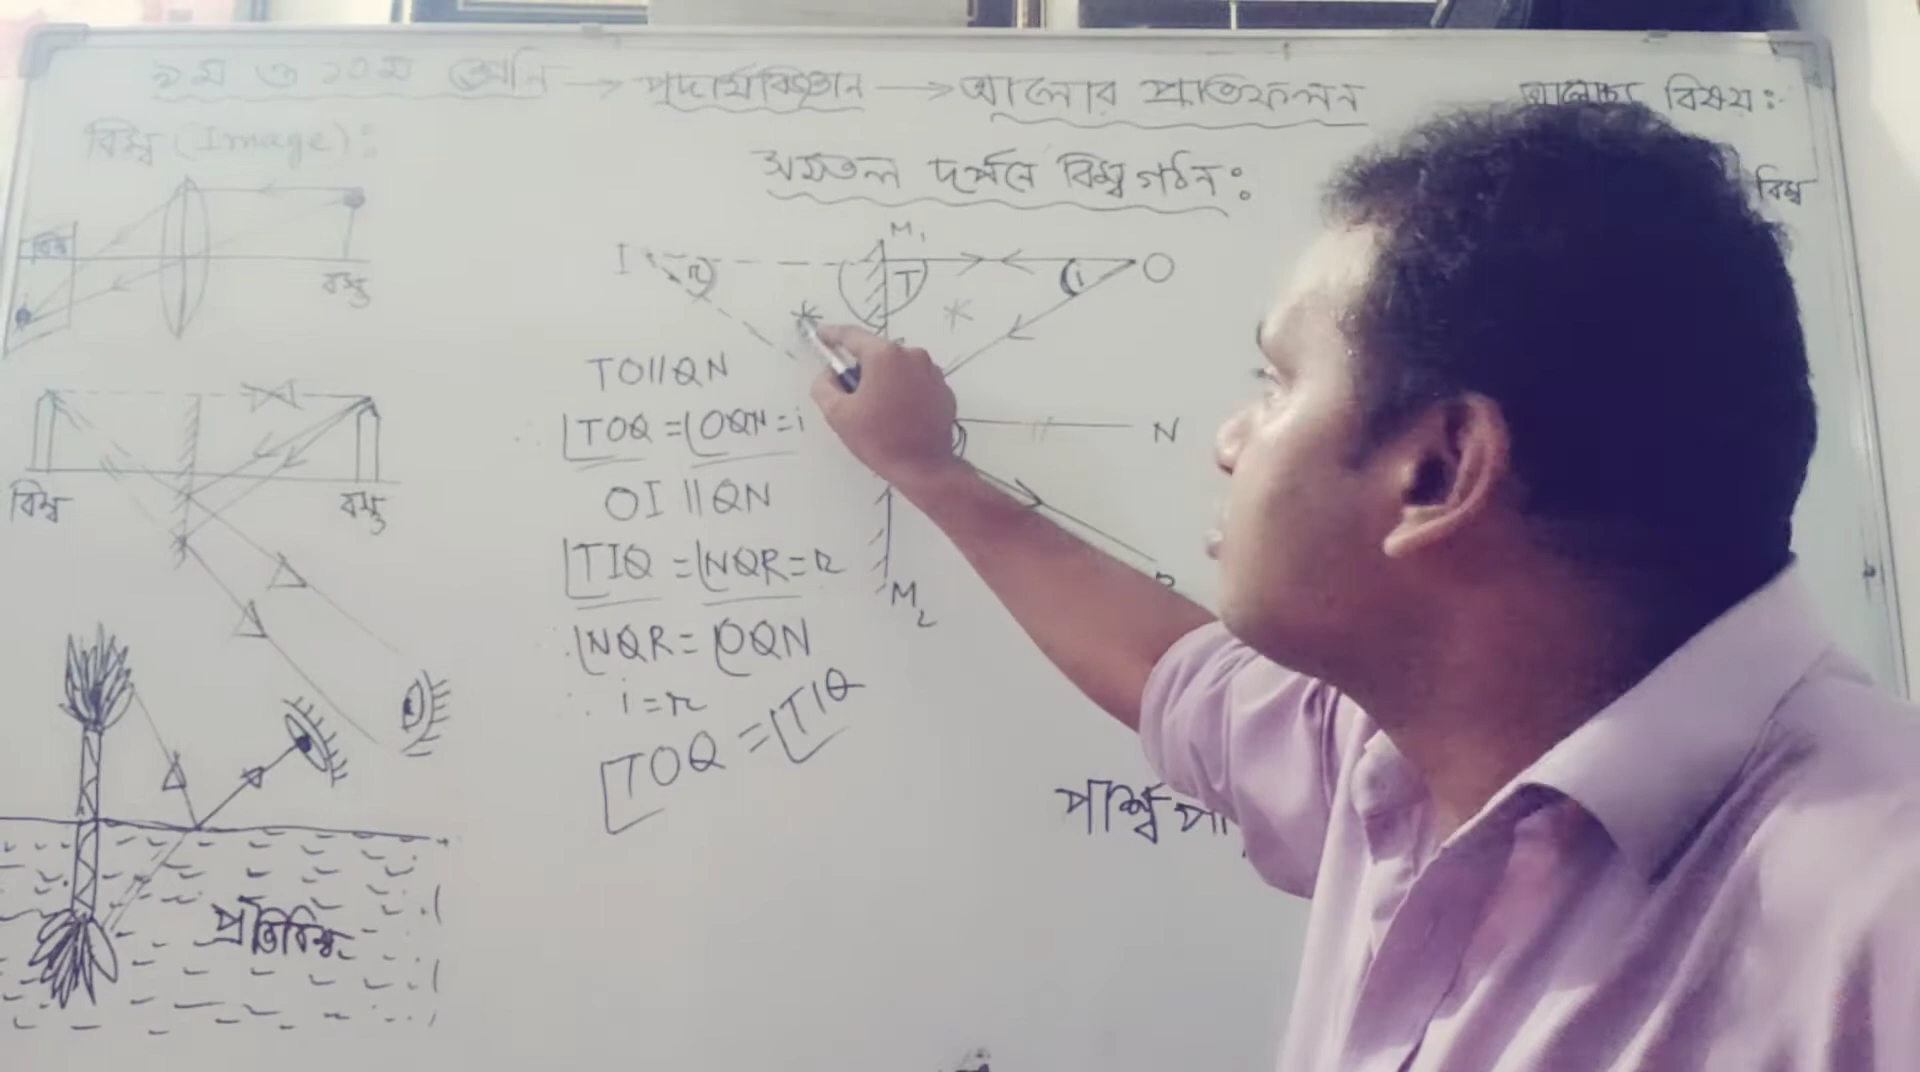 ৯ম ও ১০ম শ্রেনি → পদার্থবিজ্ঞান → আলোর প্রতিফলন
আলোচ্য বিষয়ঃ
বিম্ব (Image):
সমতল দর্পনে বিম্ব গঠনঃ
বিম্ব
বিম্ব
বস্তু
M₁
I
r
T
i
O
TO॥QN
∴ ∠TOQ = ∠OQN = i
N
OI ॥ QN
∠TIQ = ∠NQR = r
M₂
∴ ∠NQR = ∠OQN
∴ i = r
∠TOQ = ∠TIQ
বিম্ব
বস্তু
পার্শ্ব
প্রতিবিম্ব